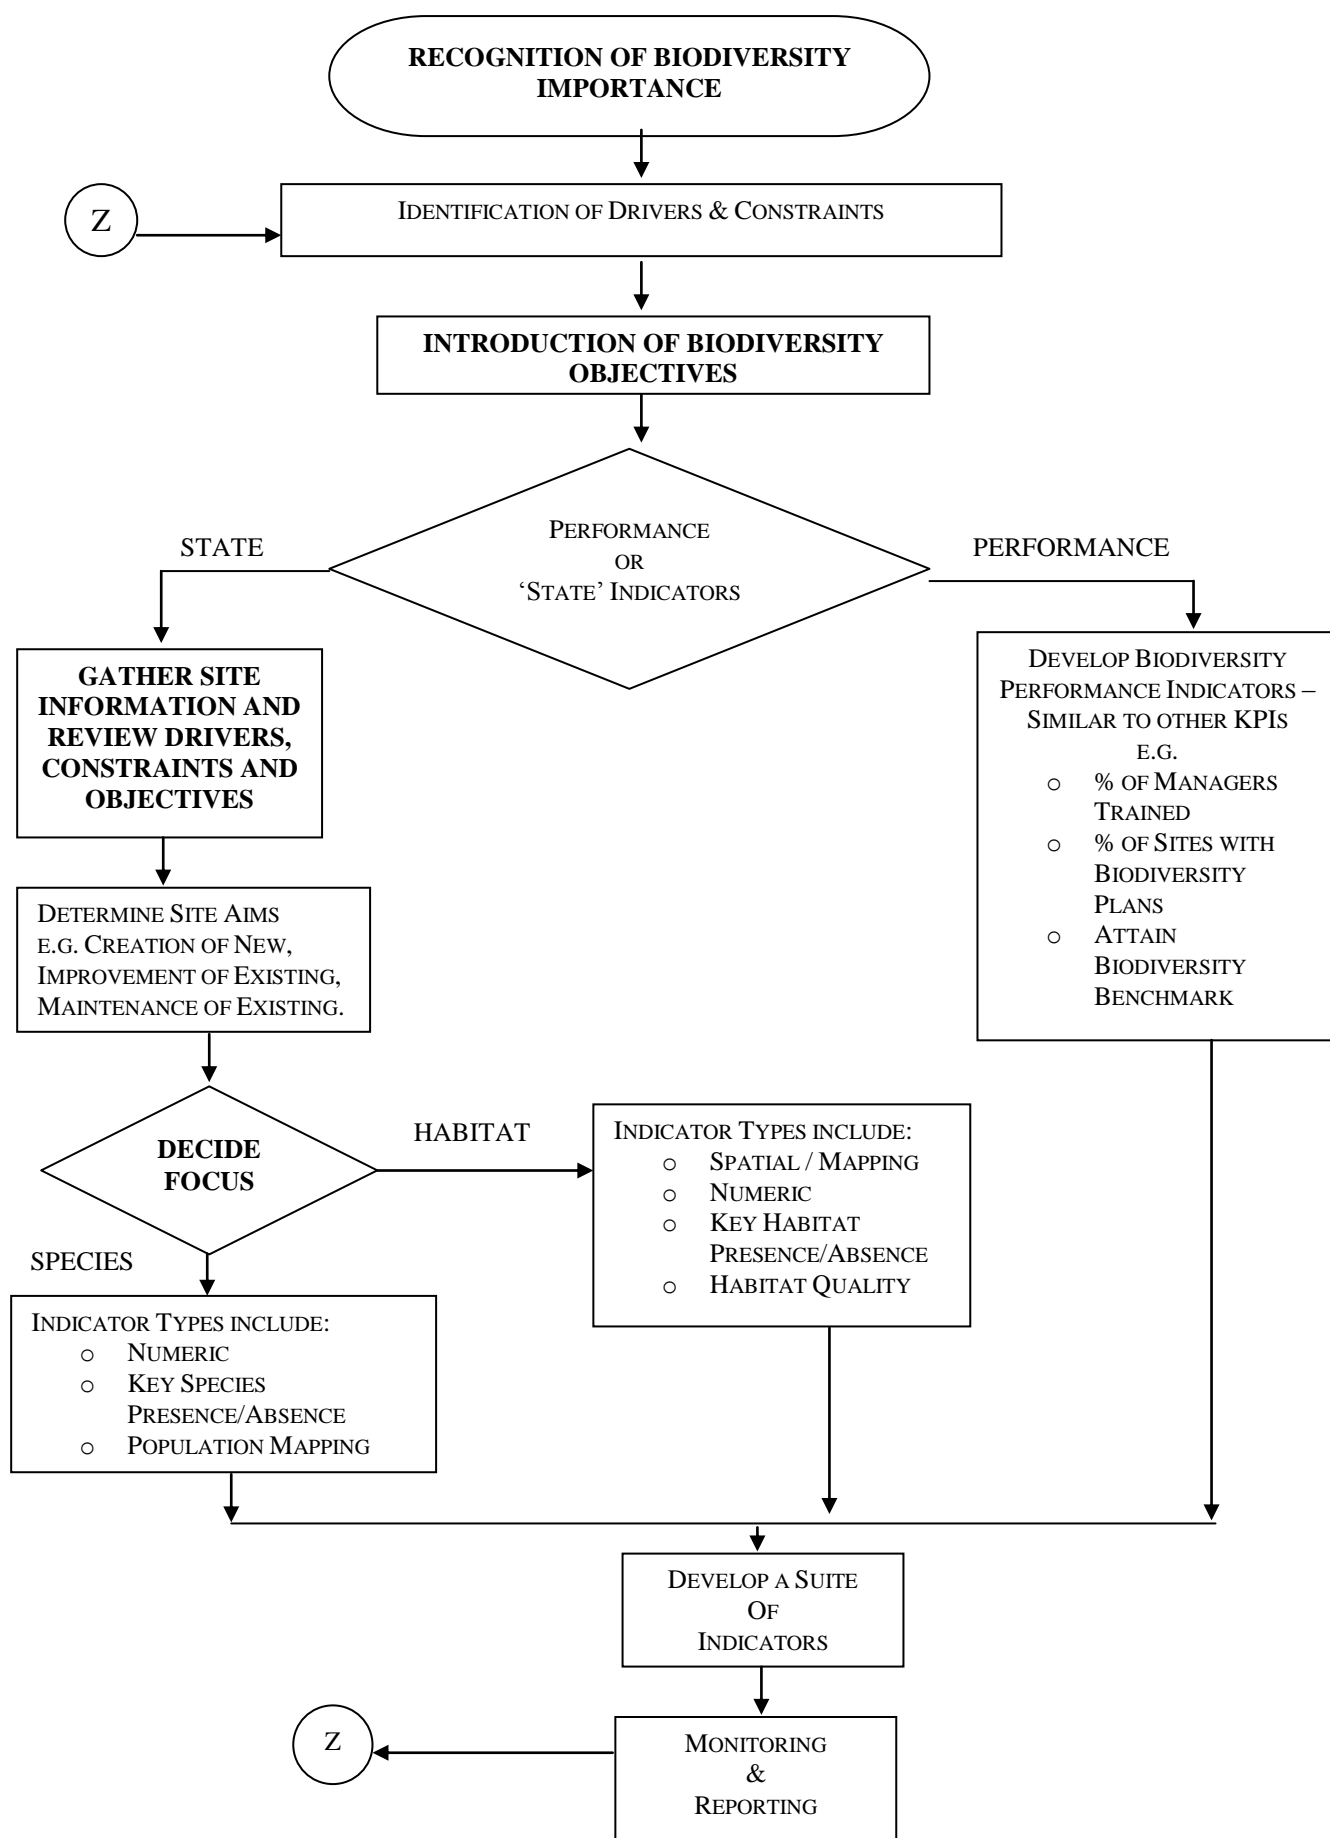 RECOGNITION OF BIODIVERSITY
IMPORTANCE
Z
IDENTIFICATION OF DRIVERS & CONSTRAINTS
INTRODUCTION OF BIODIVERSITY
OBJECTIVES
STATE
PERFORMANCE
OR
‘STATE’ INDICATORS
PERFORMANCE
GATHER SITE
INFORMATION AND
REVIEW DRIVERS,
CONSTRAINTS AND
OBJECTIVES
DEVELOP BIODIVERSITY
PERFORMANCE INDICATORS –
SIMILAR TO OTHER KPIS
E.G.
o % OF MANAGERS
TRAINED
o % OF SITES WITH
BIODIVERSITY
PLANS
o ATTAIN
BIODIVERSITY
BENCHMARK
DETERMINE SITE AIMS
E.G. CREATION OF NEW,
IMPROVEMENT OF EXISTING,
MAINTENANCE OF EXISTING.
DECIDE
FOCUS
HABITAT
INDICATOR TYPES INCLUDE:
o SPATIAL / MAPPING
o NUMERIC
o KEY HABITAT
PRESENCE/ABSENCE
o HABITAT QUALITY
SPECIES
INDICATOR TYPES INCLUDE:
o NUMERIC
o KEY SPECIES
PRESENCE/ABSENCE
o POPULATION MAPPING
DEVELOP A SUITE
OF
INDICATORS
Z
MONITORING
&
REPORTING